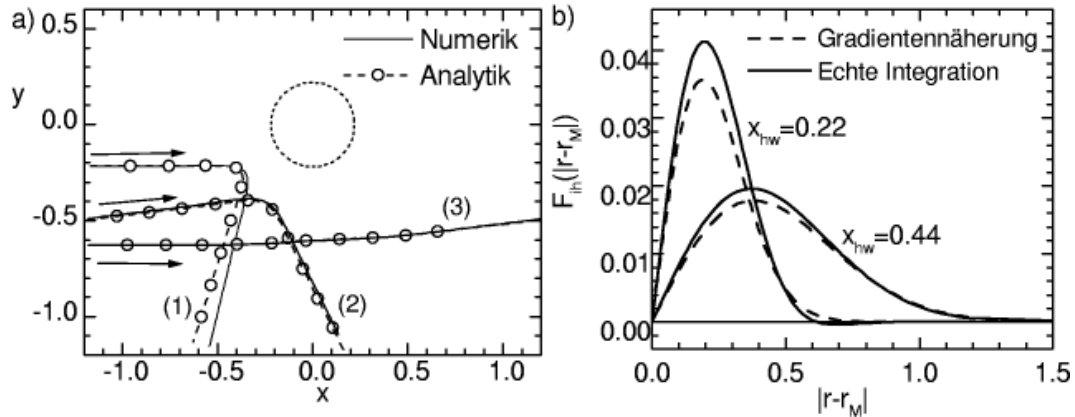 a)
0.5
0.0
-0.5
-1.0
y
-1.0
-0.5
0.0
0.5
1.0
x
Numerik
Analytik
(1)
(2)
(3)
b)
0.04
0.03
0.02
0.01
0.00
F_ih(|r-r_M|)
Gradientennäherung
Echte Integration
x_hw=0.22
x_hw=0.44
0.0
0.5
1.0
1.5
|r-r_M|